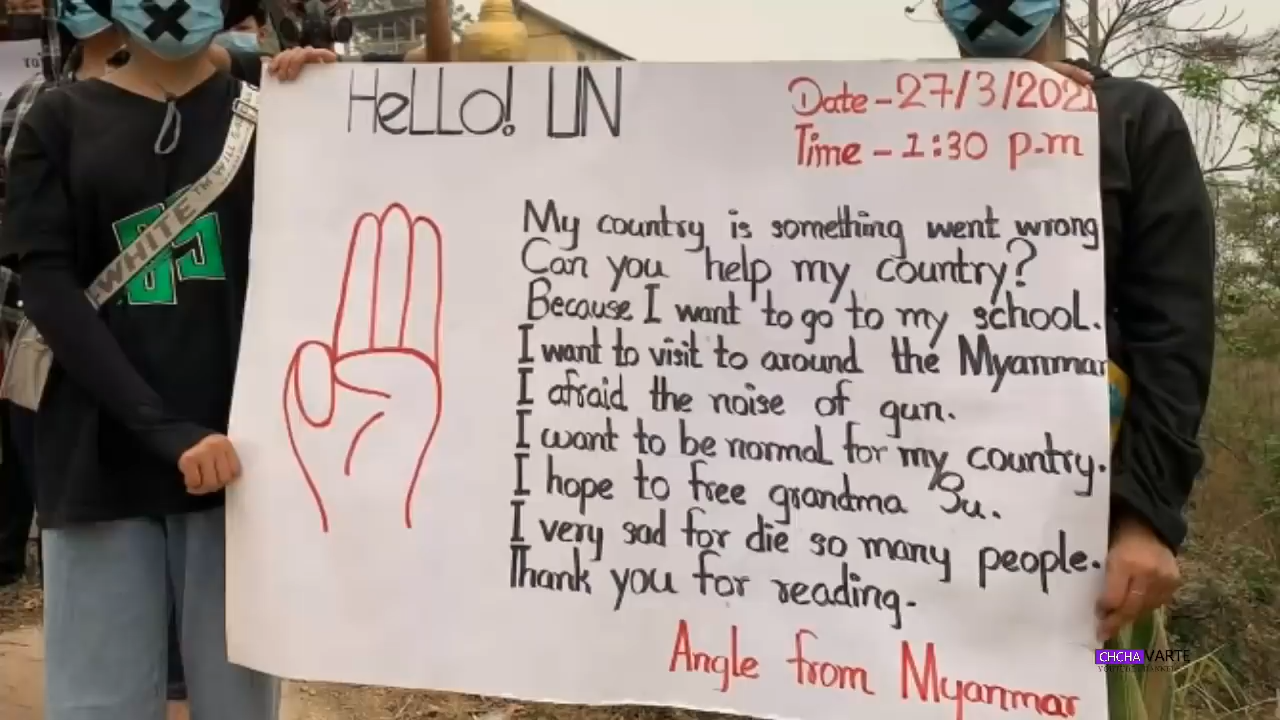 HeLLo! UN
Date - 27/3/2021
Time - 1:30 p.m
My country is something went wrong
Can you help my country?
Because I want to go to my school.
I want to visit to around the Myanmar
I afraid the noise of gun.
I want to be normal for my country.
I hope to free grandma Su.
I very sad for die so many people.
Thank you for reading.
Angle from Myanmar
WHITE
CHCHAVARTE